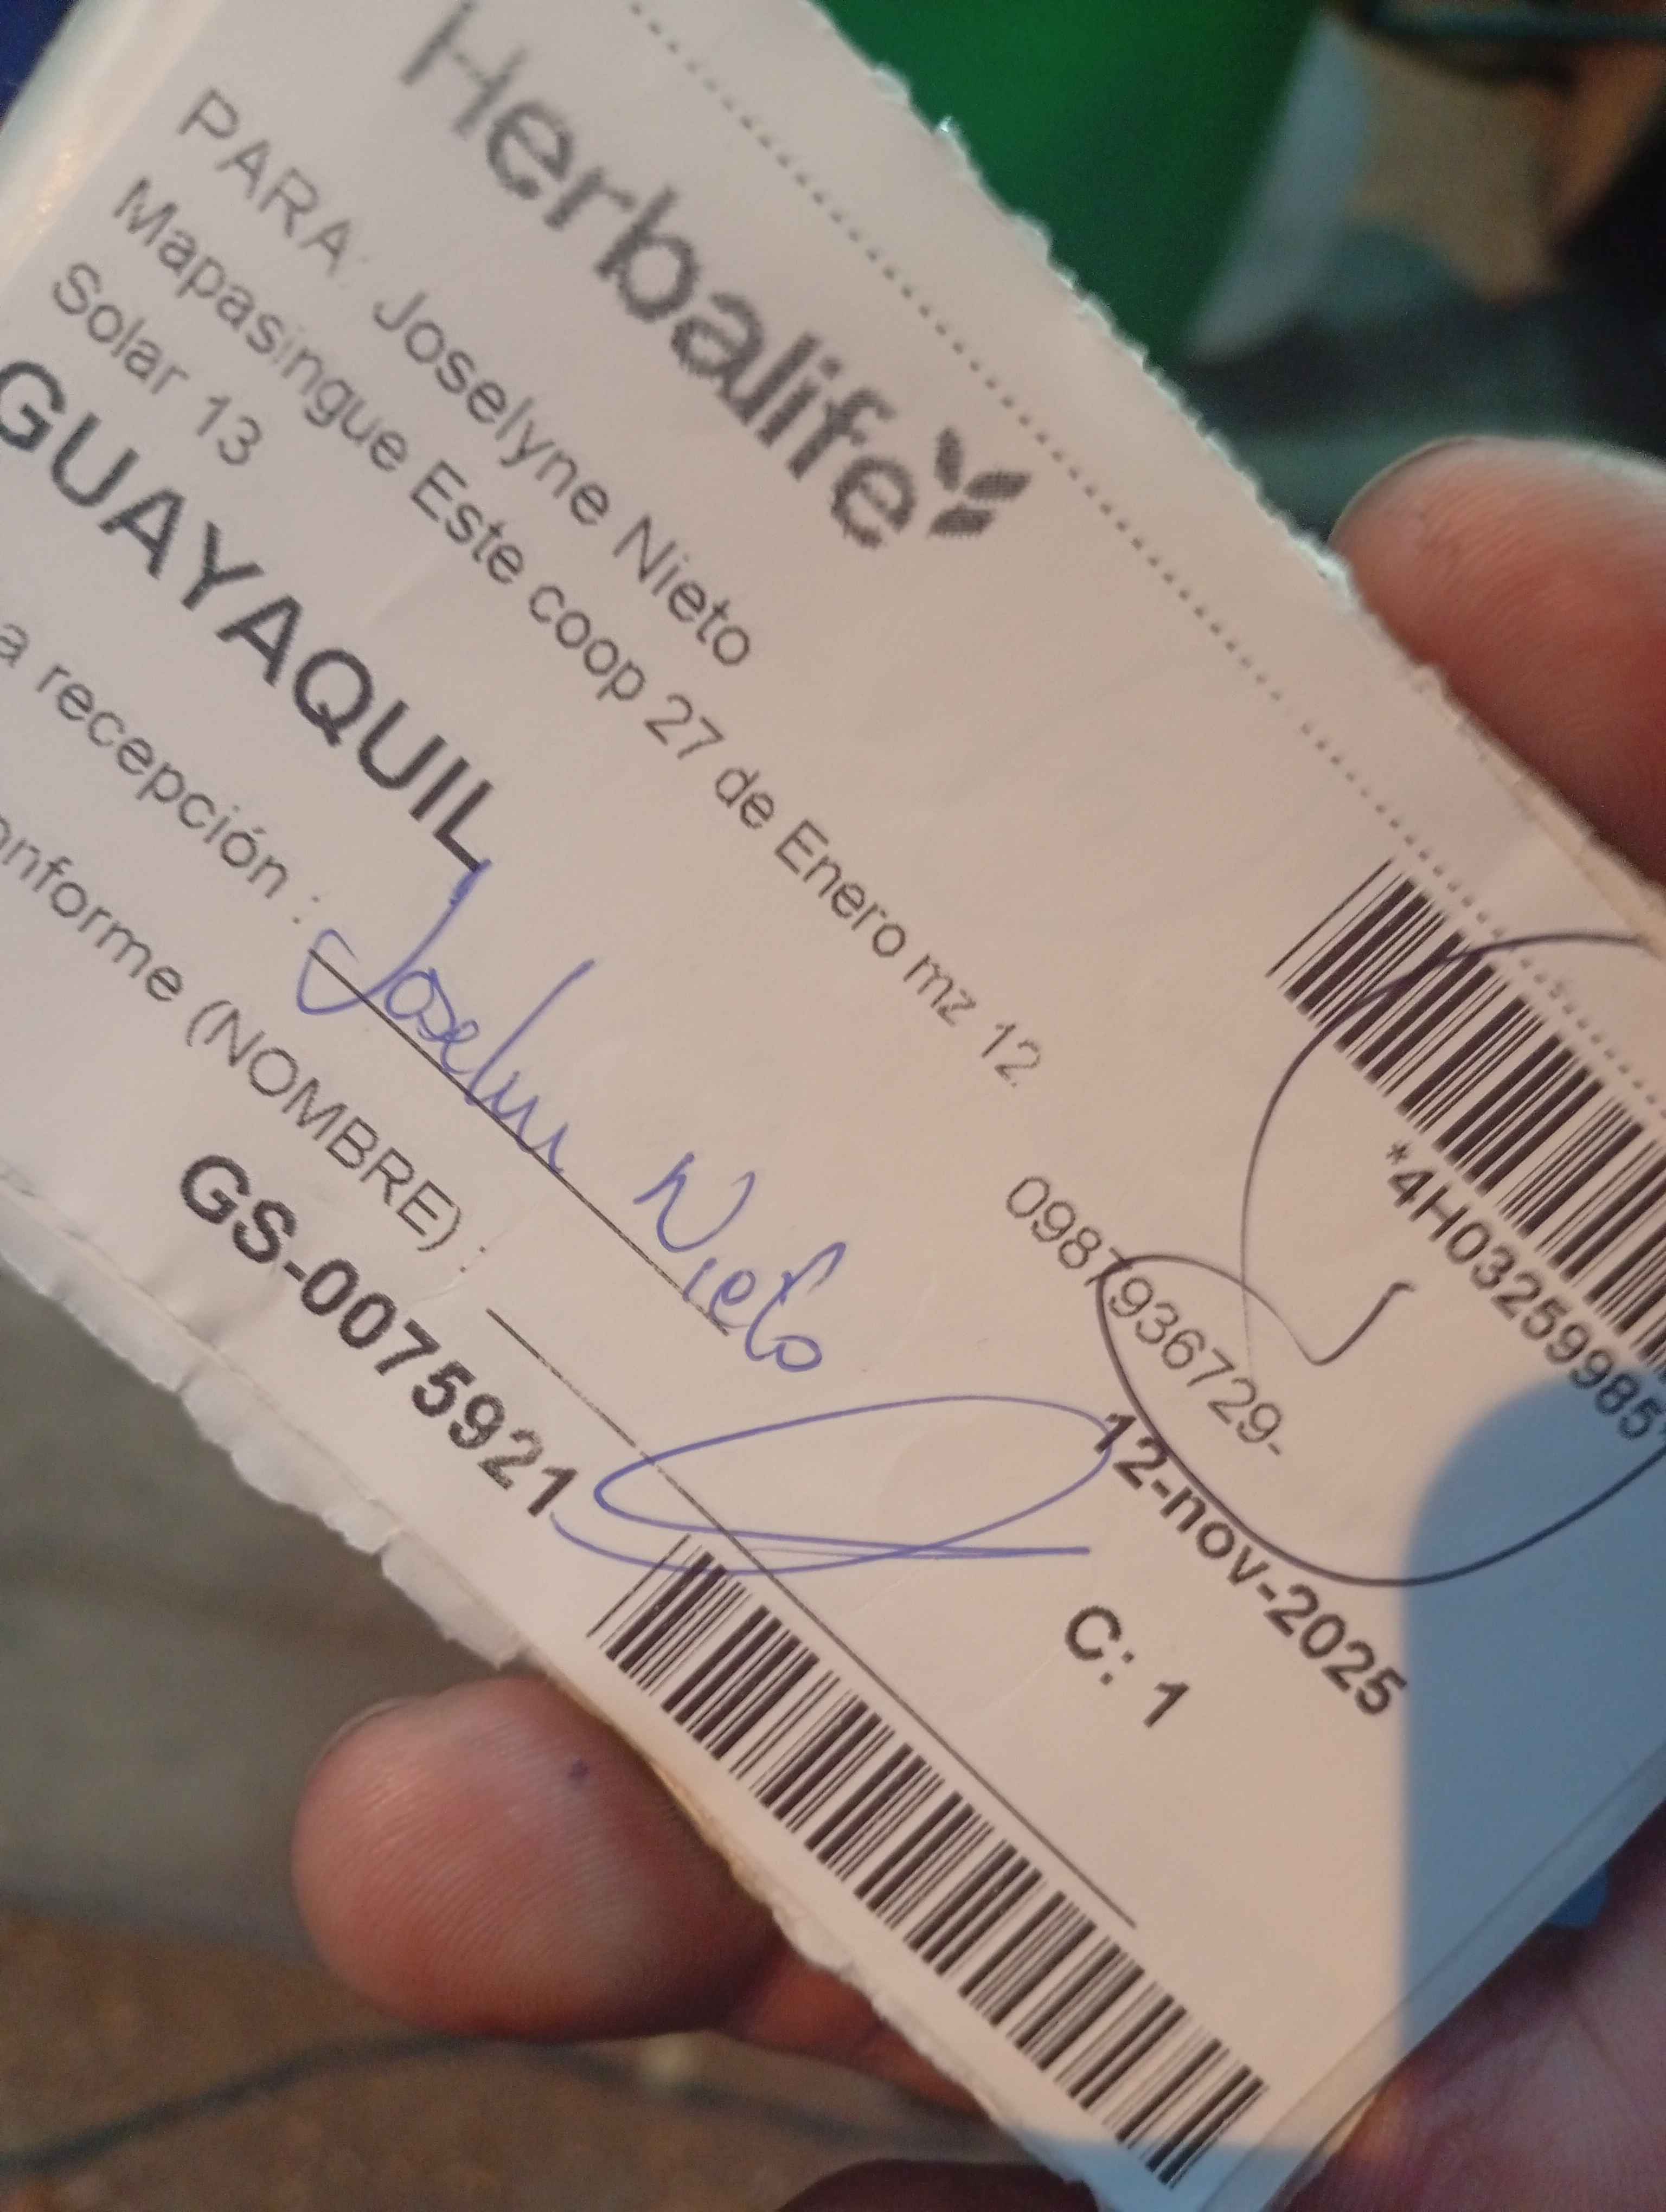 Herbalife
PARA: Joselyne Nieto
Mapasingue Este coop 27 de Enero mz 12
Solar 13
GUAYAQUIL
*4H03259985*
0987936729-
12-nov-2025
a recepción : Joselyn Nieto
onforme (NOMBRE) :
C: 1
GS-0075921